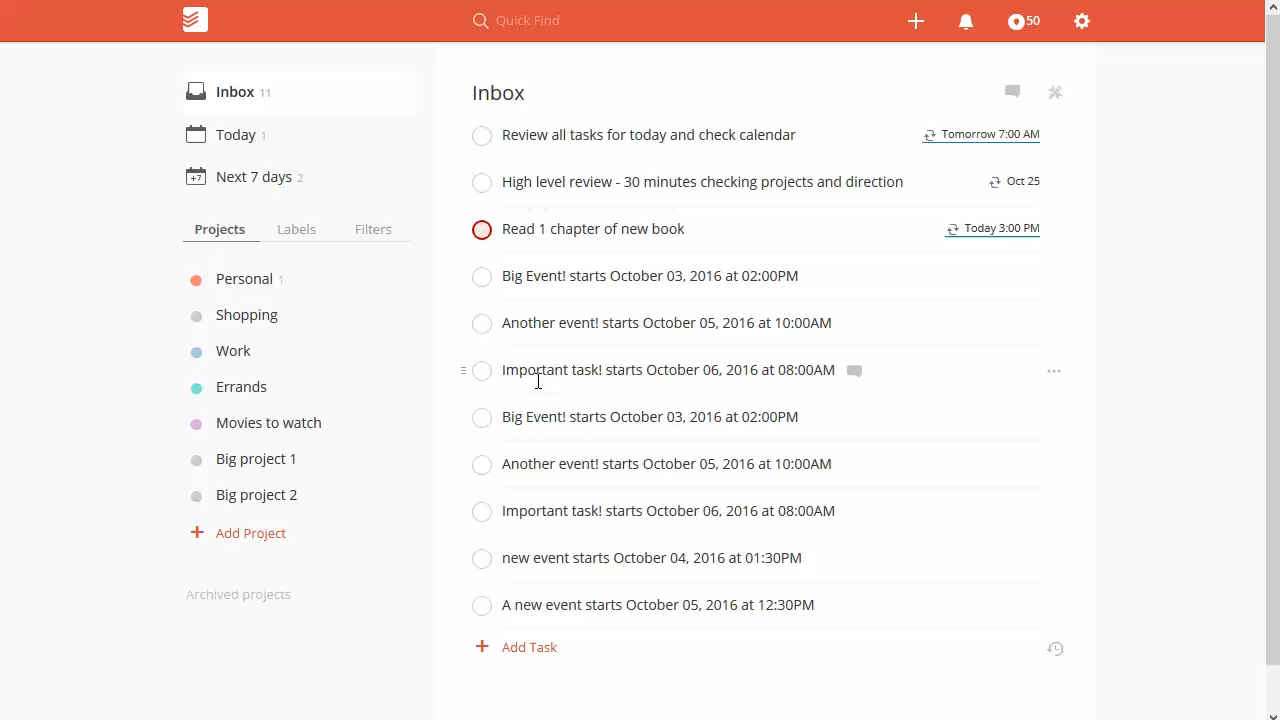 Quick Find
50
Inbox 11
Today 1
+7 Next 7 days 2
Projects Labels Filters
Personal 1
Shopping
Work
Errands
Movies to watch
Big project 1
Big project 2
+ Add Project
Archived projects
Inbox
Review all tasks for today and check calendar Tomorrow 7:00 AM
High level review - 30 minutes checking projects and direction Oct 25
Read 1 chapter of new book Today 3:00 PM
Big Event! starts October 03, 2016 at 02:00PM
Another event! starts October 05, 2016 at 10:00AM
Important task! starts October 06, 2016 at 08:00AM
Big Event! starts October 03, 2016 at 02:00PM
Another event! starts October 05, 2016 at 10:00AM
Important task! starts October 06, 2016 at 08:00AM
new event starts October 04, 2016 at 01:30PM
A new event starts October 05, 2016 at 12:30PM
+ Add Task